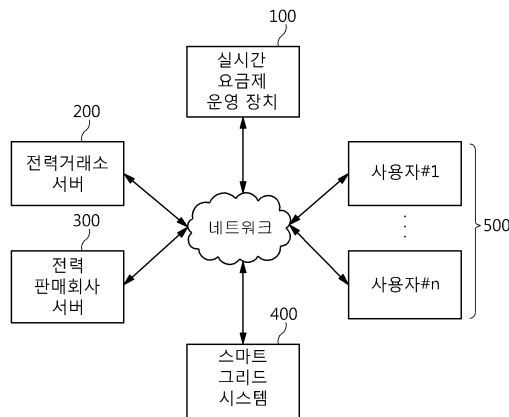 100
실시간
요금제
운영 장치
200
전력거래소
서버
300
전력
판매회사
서버
네트워크
사용자#1
사용자#n
500
400
스마트
그리드
시스템